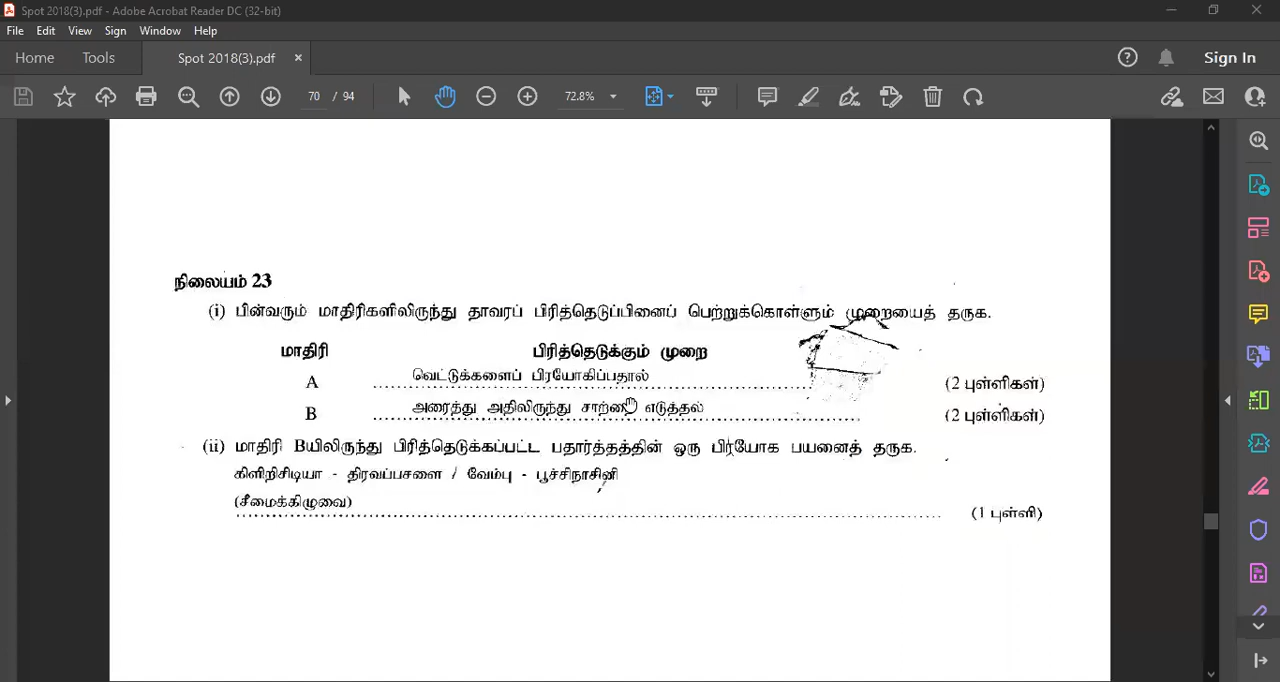 Spot 2018(3).pdf - Adobe Acrobat Reader DC (32-bit)
File Edit View Sign Window Help
Home Tools Spot 2018(3).pdf × Sign In
70 / 94 72.8%
நிலையம் 23
(i) பின்வரும் மாதிரிகளிலிருந்து தாவரப் பிரித்தெடுப்பினைப் பெற்றுக்கொள்ளும் முறையைத் தருக.
மாதிரி பிரித்தெடுக்கும் முறை
A வெட்டுக்களைப் பிரயோகிப்பதால் (2 புள்ளிகள்)
B அரைத்து அதிலிருந்து சாற்றை எடுத்தல் (2 புள்ளிகள்)
(ii) மாதிரி Bயிலிருந்து பிரித்தெடுக்கப்பட்ட பதார்த்தத்தின் ஒரு பிர்யோக பயனைத் தருக.
கிளிறிசிடியா - திரவப்பசளை / வேம்பு - பூச்சிநாசினி
(சீமைக்கிழுவை) (1 புள்ளி)